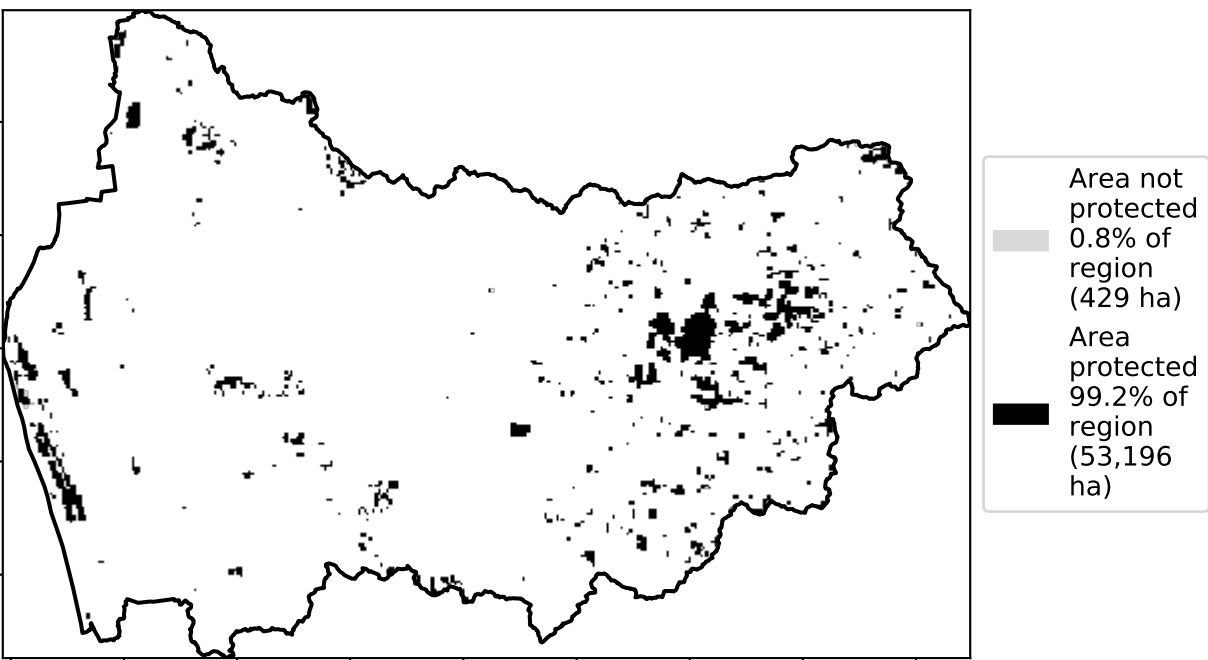 Area not
protected
0.8% of
region
(429 ha)
Area
protected
99.2% of
region
(53,196
ha)